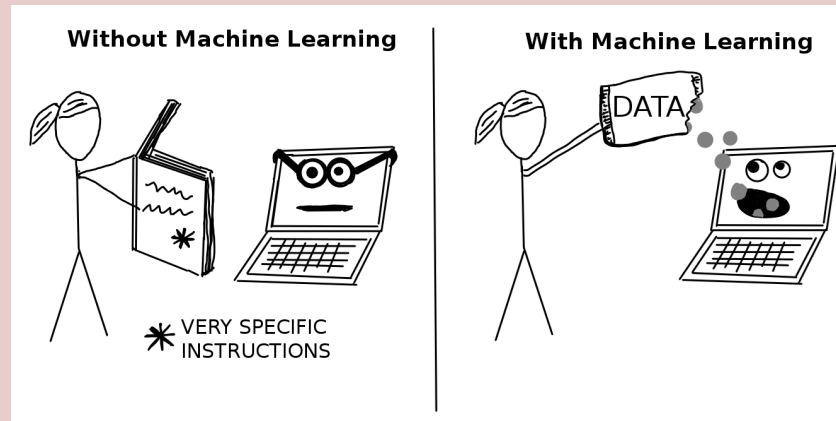 Without Machine Learning
VERY SPECIFIC
INSTRUCTIONS
With Machine Learning
DATA